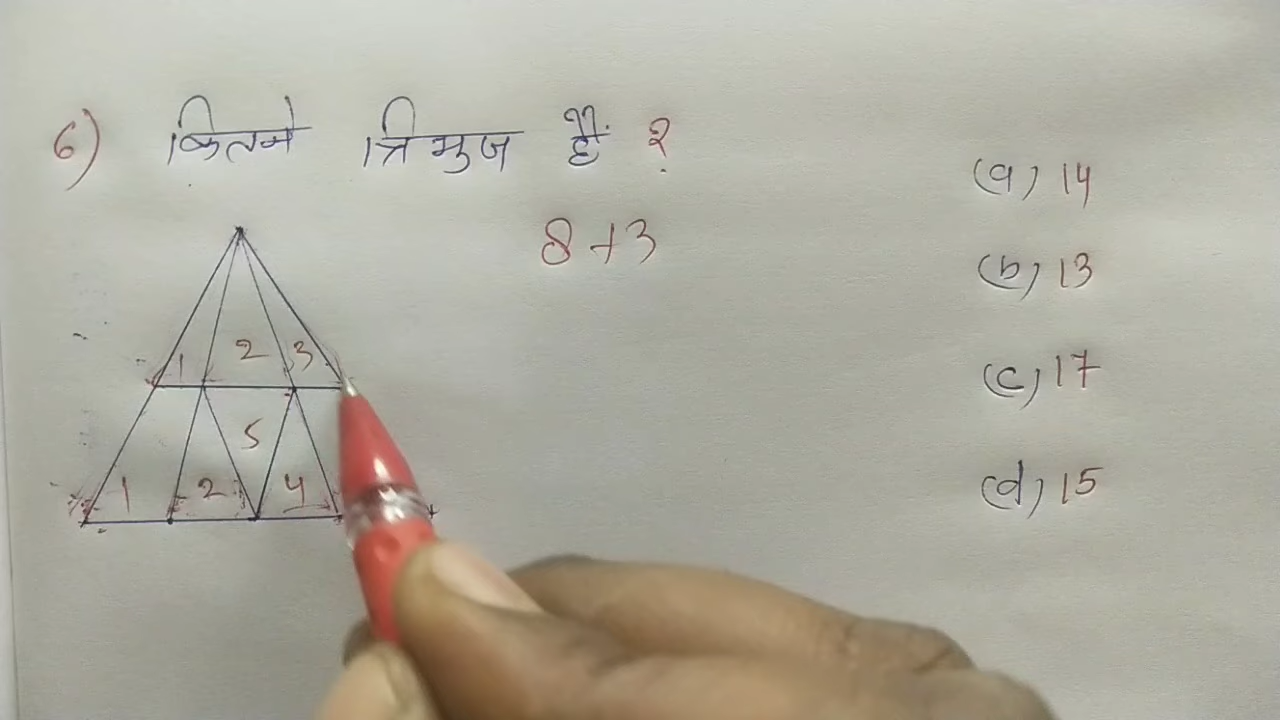 6) कितने त्रिभुज हैं ?
8+3
(a) 14
(b) 13
(c) 17
(d) 15
1 2 3
5
1 2 4